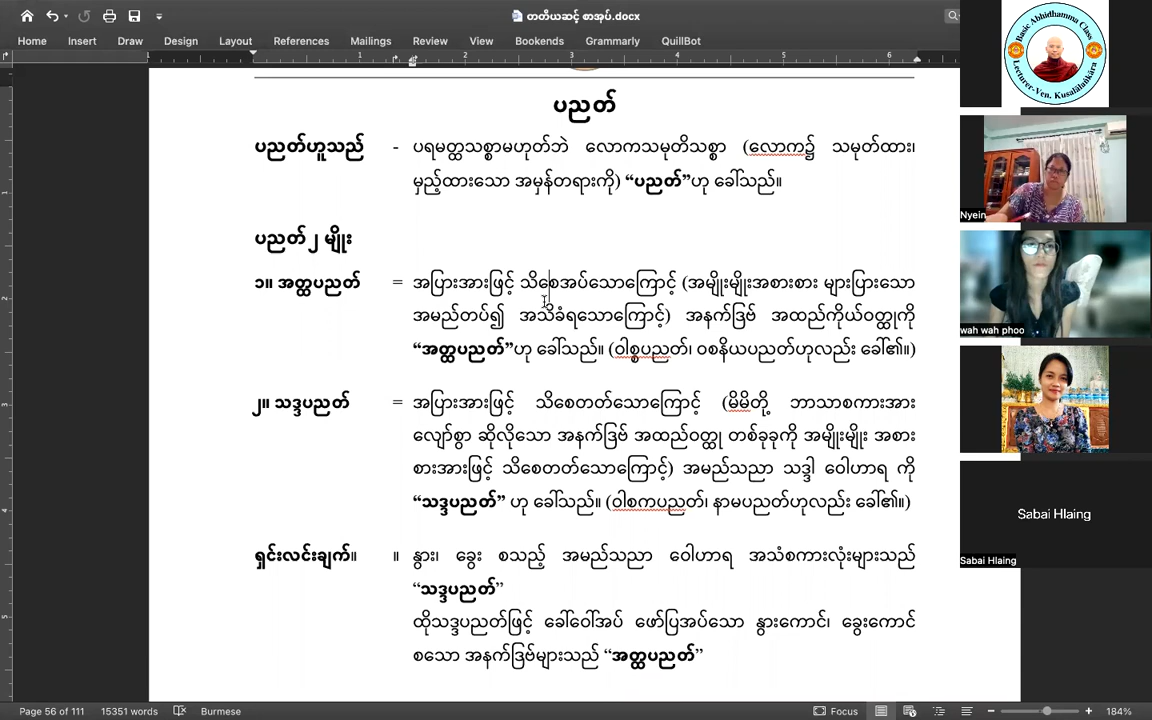 တတိယဆင့် စာအုပ်.docx
Home Insert Draw Design Layout References Mailings Review View Bookends Grammarly QuillBot
ပညတ်
ပညတ်ဟူသည် - ပရမတ္ထသစ္စာမဟုတ်ဘဲ လောကသမုတိသစ္စာ (လောက၌ သမုတ်ထား၊
မှည့်ထားသော အမှန်တရားကို) “ပညတ်”ဟု ခေါ်သည်။
ပညတ်၂ မျိုး
၁။ အတ္ထပညတ် = အပြားအားဖြင့် သိစေအပ်သောကြောင့် (အမျိုးမျိုးအစားစား များပြားသော
အမည်တပ်၍ အသိခံရသောကြောင့်) အနက်ဒြဗ် အထည်ကိုယ်ဝတ္ထုကို
“အတ္ထပညတ်”ဟု ခေါ်သည်။ (ဝါစ္စပညတ်၊ ဝစနိယပညတ်ဟုလည်း ခေါ်၏။)
၂။ သဒ္ဒပညတ် = အပြားအားဖြင့် သိစေတတ်သောကြောင့် (မိမိတို့ ဘာသာစကားအား
လျော်စွာ ဆိုလိုသော အနက်ဒြဗ် အထည်ဝတ္ထု တစ်ခုခုကို အမျိုးမျိုး အစား
စားအားဖြင့် သိစေတတ်သောကြောင့်) အမည်သညာ သဒ္ဒါ ဝေါဟာရ ကို
“သဒ္ဒပညတ်” ဟု ခေါ်သည်။ (ဝါစကပညတ်၊ နာမပညတ်ဟုလည်း ခေါ်၏။)
ရှင်းလင်းချက်။ ။ နွား၊ ခွေး စသည့် အမည်သညာ ဝေါဟာရ အသံစကားလုံးများသည်
“သဒ္ဒပညတ်”
ထိုသဒ္ဒပညတ်ဖြင့် ခေါ်ဝေါ်အပ် ဖော်ပြအပ်သော နွားကောင်၊ ခွေးကောင်
စသော အနက်ဒြဗ်များသည် “အတ္ထပညတ်”
Page 56 of 111 15351 words Burmese Focus 184%
Basic Abhidhamma Class
Lecturer-Ven. Kusalālaṅkāra
Nyein
wah wah phoo
Sabai Hlaing
Sabai Hlaing